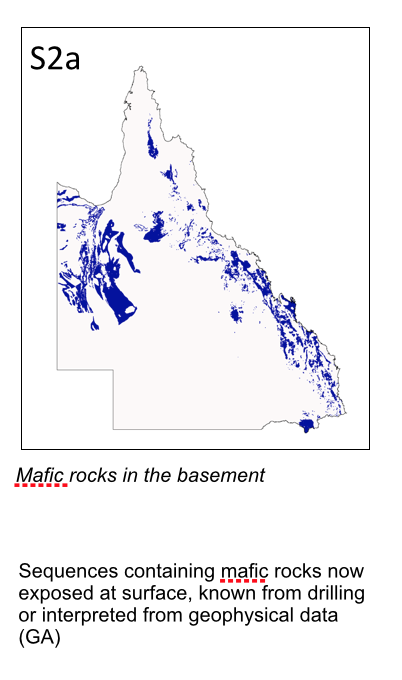 S2a
Mafic rocks in the basement
Sequences containing mafic rocks now
exposed at surface, known from drilling
or interpreted from geophysical data
(GA)